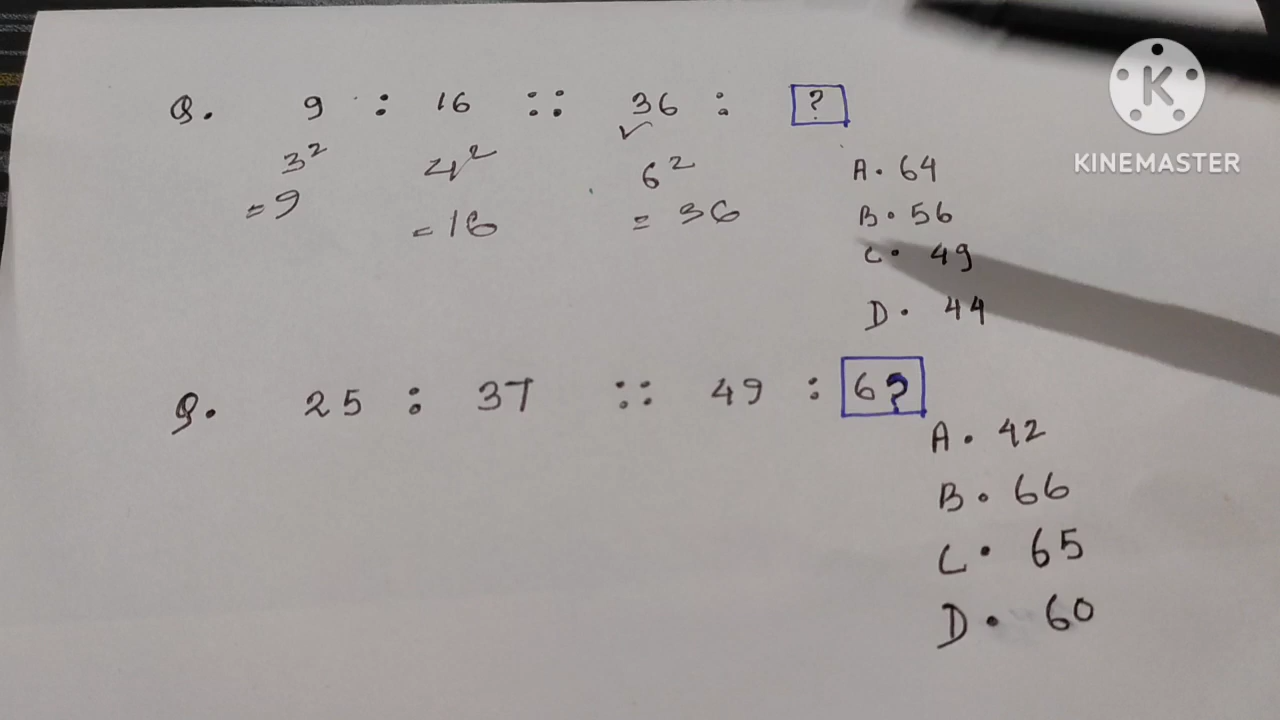 Q. 9 : 16 :: 36 : ?
3² 4² 6²
=9 =16 =36
A. 64
B. 56
C. 49
D. 44
Q. 25 : 37 :: 49 : 6?
A. 42
B. 66
C. 65
D. 60
K
KINEMASTER